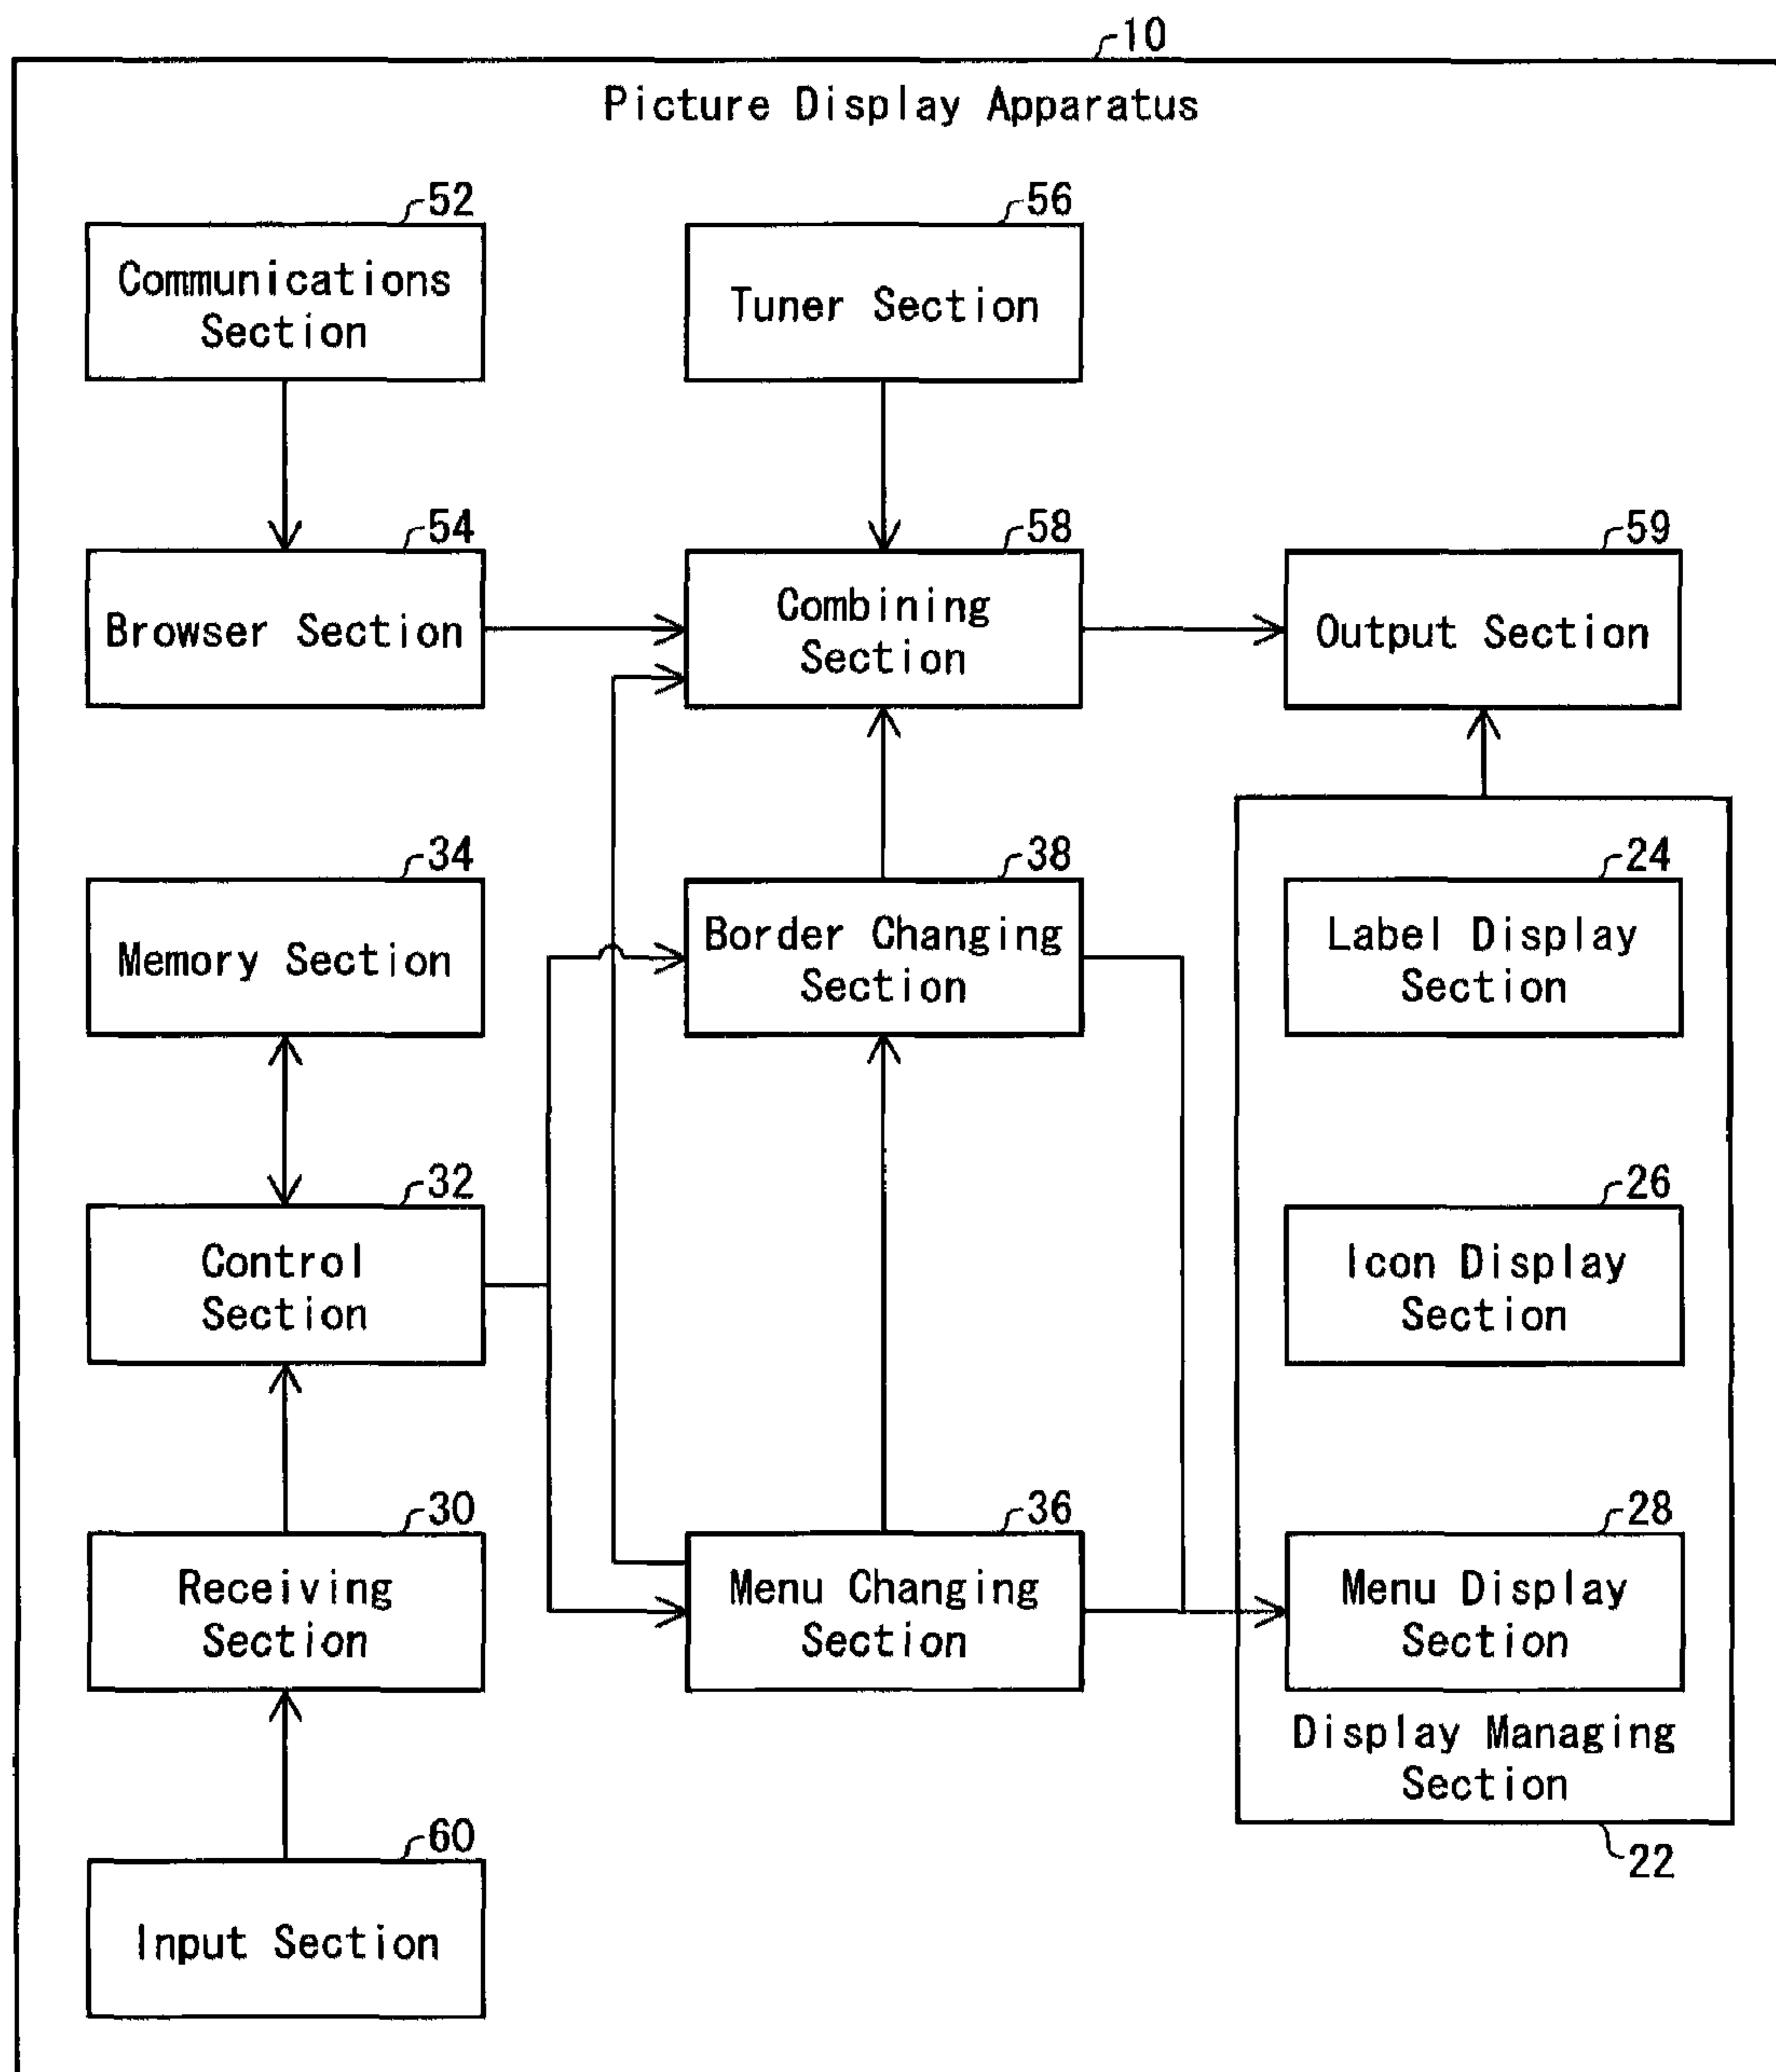 10
Picture Display Apparatus
52
Communications
Section
56
Tuner Section
54
Browser Section
58
Combining
Section
59
Output Section
34
Memory Section
38
Border Changing
Section
24
Label Display
Section
32
Control
Section
26
Icon Display
Section
30
Receiving
Section
36
Menu Changing
Section
28
Menu Display
Section
Display Managing
Section
22
60
Input Section